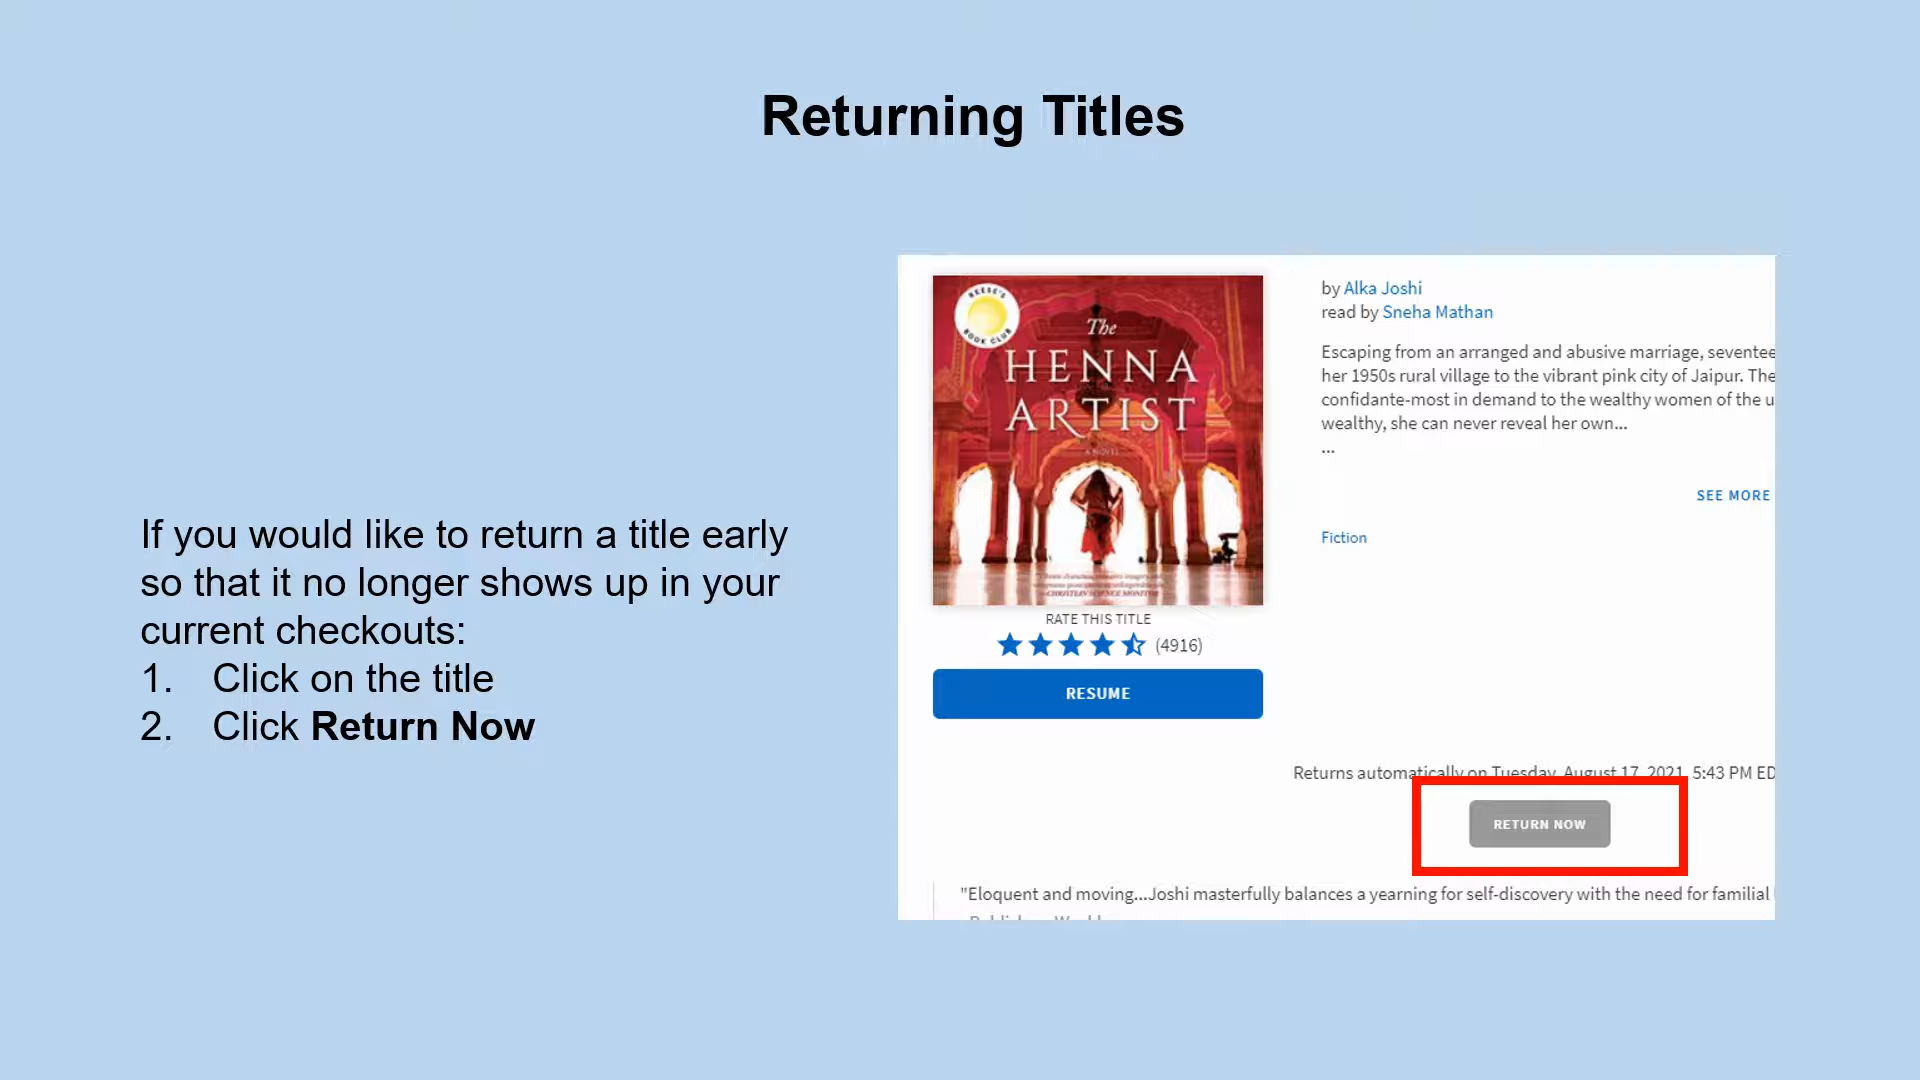 Returning Titles
If you would like to return a title early
so that it no longer shows up in your
current checkouts:
1. Click on the title
2. Click Return Now
REESE'S
BOOK CLUB
The
HENNA
ARTIST
A NOVEL
CHRISTIAN SCIENCE MONITOR
RATE THIS TITLE
(4916)
RESUME
by Alka Joshi
read by Sneha Mathan
Escaping from an arranged and abusive marriage, seventee
her 1950s rural village to the vibrant pink city of Jaipur. The
confidante-most in demand to the wealthy women of the u
wealthy, she can never reveal her own...
...
SEE MORE
Fiction
Returns automatically on Tuesday, August 17, 2021, 5:43 PM ED
RETURN NOW
"Eloquent and moving...Joshi masterfully balances a yearning for self-discovery with the need for familial